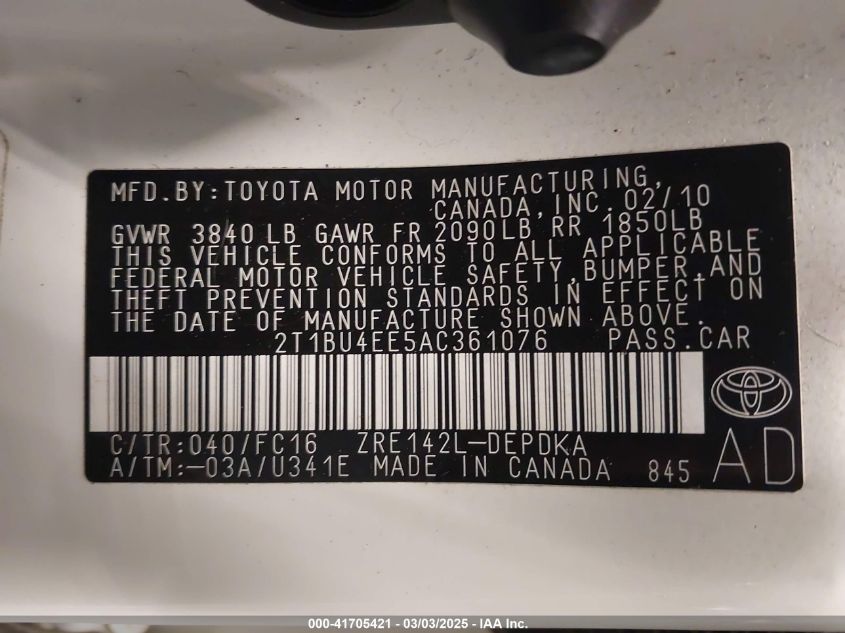 MFD.BY:TOYOTA MOTOR MANUFACTURING,
CANADA,INC. 02/10
GVWR 3840 LB GAWR FR 2090LB RR 1850LB
THIS VEHICLE CONFORMS TO ALL APPLICABLE
FEDERAL MOTOR VEHICLE SAFETY,BUMPER,AND
THEFT PREVENTION STANDARDS IN EFFECT ON
THE DATE OF MANUFACTURE SHOWN ABOVE.
2T1BU4EE5AC361076 PASS.CAR
C/TR:040/FC16 ZRE142L-DEPDKA
A/TM:-03A/U341E MADE IN CANADA 845 AD
000-41705421 - 03/03/2025 - IAA Inc.